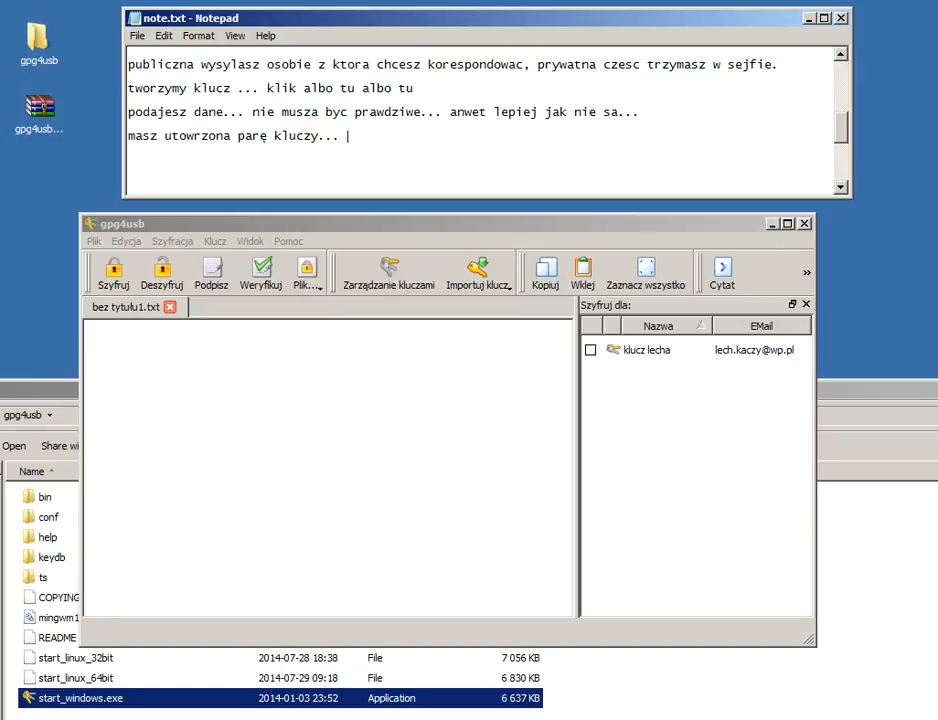 gpg4usb
gpg4usb...
note.txt - Notepad
File Edit Format View Help
publiczna wysylasz osobie z ktora chcesz korespondowac, prywatna czesc trzymasz w sejfie.
tworzymy klucz ... klik albo tu albo tu
podajesz dane... nie musza byc prawdziwe... anwet lepiej jak nie sa...
masz utowrzona parę kluczy...
gpg4usb
Plik Edycja Szyfracja Klucz Widok Pomoc
Szyfruj Deszyfruj Podpisz Weryfikuj Plik... Zarządzanie kluczami Importuj klucz Kopiuj Wklej Zaznacz wszystko Cytat »
bez tytułu1.txt
Szyfruj dla:
Nazwa EMail
klucz lecha lech.kaczy@wp.pl
gpg4usb
Open Share wi
Name
bin
conf
help
keydb
ts
COPYING
mingwm1
README
start_linux_32bit 2014-07-28 18:38 File 7 056 KB
start_linux_64bit 2014-07-29 09:18 File 6 830 KB
start_windows.exe 2014-01-03 23:52 Application 6 637 KB